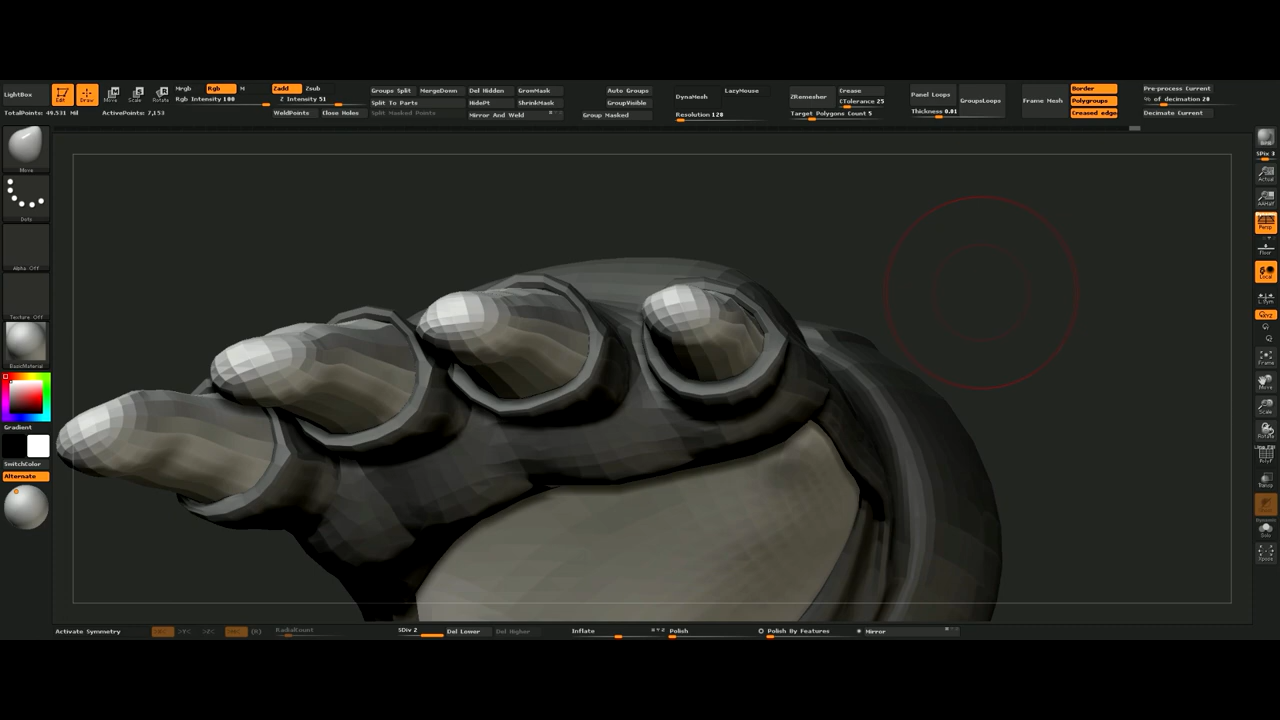 LightBox
Edit
Draw
Move
Scale
Rotate
Mrgb Rgb M
Rgb Intensity 100
Zadd Zsub
Z Intensity 51
Groups Split MergeDown
Split To Parts
Split Masked Points
Del Hidden GrowMask
HidePt ShrinkMask
Mirror And Weld
Auto Groups
GroupVisible
Group Masked
DynaMesh
LazyMouse
Resolution 128
ZRemesher
Crease
CTolerance 25
Target Polygons Count 5
Panel Loops
GroupsLoops
Thickness 0.01
Frame Mesh
Border
Polygroups
Creased edge
Pre-process Current
% of decimation 20
Decimate Current
TotalPoints: 49.531 Mil
ActivePoints: 7,153
WeldPoints Close Holes
Move
Dots
Alpha Off
Texture Off
BasicMaterial
Gradient
SwitchColor
Alternate
BPR
SPix 3
Actual
AAHalf
Persp
Floor
Local
L.Sym
Frame
Move
Scale
Rotate
PolyF
Transp
Solo
Xpose
Activate Symmetry
(R)
RadialCount
SDiv 2
Del Lower
Del Higher
Inflate
Polish
Polish By Features
Mirror